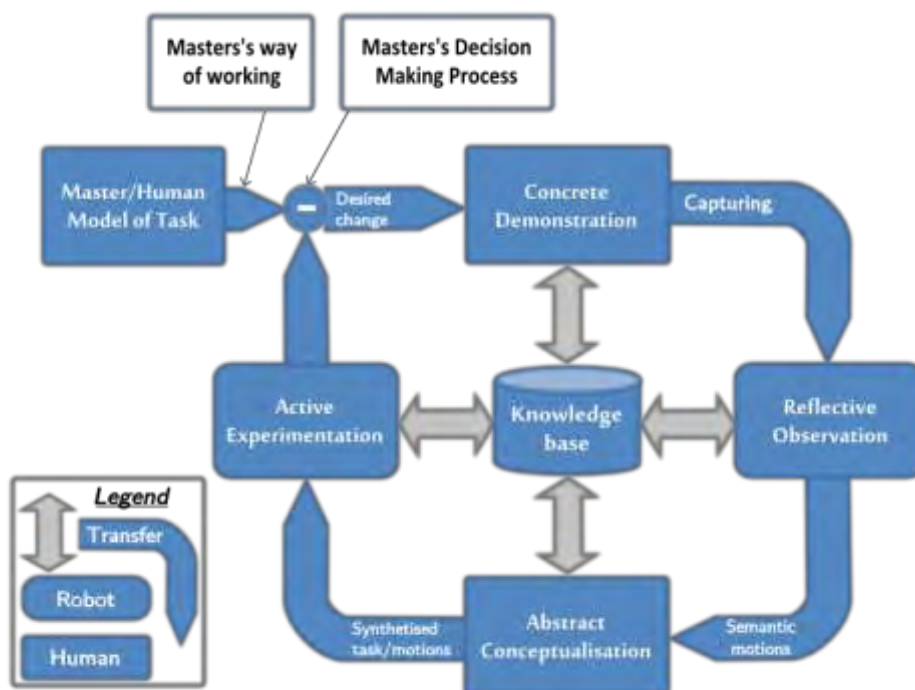 Masters's way
of working
Masters's Decision
Making Process
Master/Human
Model of Task
Desired
change
Concrete
Demonstration
Capturing
Active
Experimentation
Knowledge
base
Reflective
Observation
Legend
Transfer
Robot
Human
Synthetised
task/motions
Abstract
Conceptualisation
Semantic
motions